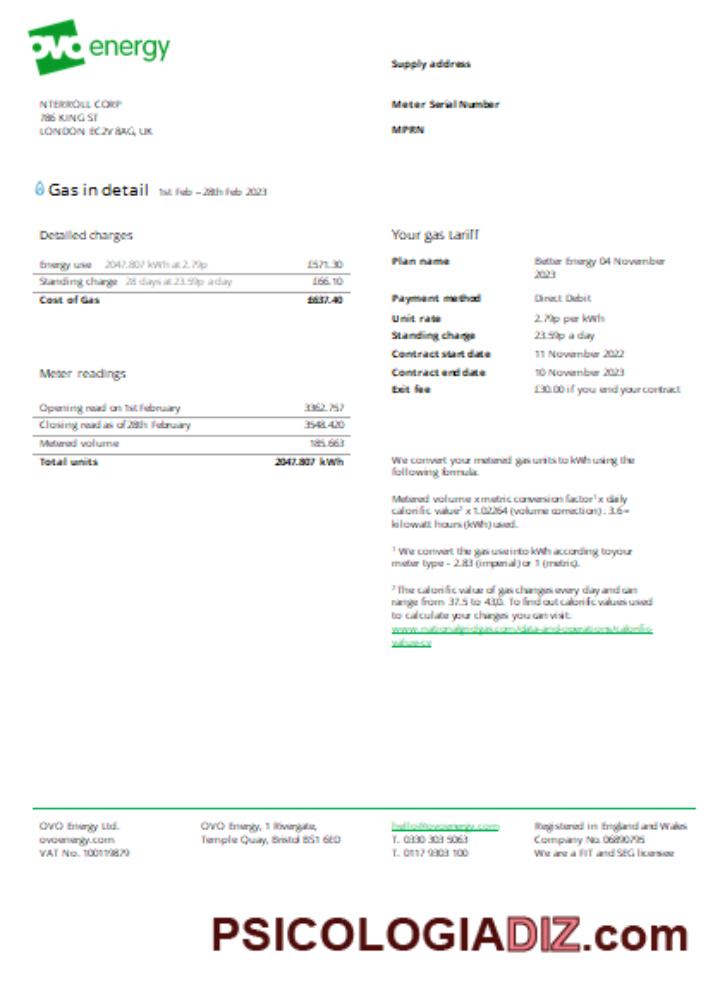 ovo energy
Supply address
NTERROLL CORP
Meter Serial Number
786 KING ST
LONDON EC2V 8AG, UK
MPRN
Gas in detail 1st Feb – 28th Feb 2023
Detailed charges
Energy use 2047.807 kWh at 2.79p £571.30
Standing charge 28 days at 23.59p a day £66.10
Cost of Gas £637.40
Meter readings
Opening read on 1st February 3362.757
Closing read as of 28th February 3548.420
Metered volume 185.663
Total units 2047.807 kWh
Your gas tariff
Plan name Better Energy 04 November
2023
Payment method Direct Debit
Unit rate 2.79p per kWh
Standing charge 23.59p a day
Contract start date 11 November 2022
Contract end date 10 November 2023
Exit fee £30.00 if you end your contract
We convert your metered gas units to kWh using the
following formula:
Metered volume x metric conversion factor¹ x daily
calorific value² x 1.02264 (volume correction) : 3.6 =
kilowatt hours (kWh) used.
¹ We convert the gas use into kWh according to your
meter type – 2.83 (imperial) or 1 (metric).
² The calorific value of gas changes every day and can
range from 37.5 to 43.0. To find out calorific values used
to calculate your charges you can visit:
www.nationalgridgas.com/data-and-operations/calorific-
value-cv
OVO Energy Ltd.
ovoenergy.com
VAT No. 100119879
OVO Energy, 1 Rivergate,
Temple Quay, Bristol BS1 6ED
hello@ovoenergy.com
T. 0330 303 5063
T. 0117 9303 100
Registered in England and Wales
Company No. 06890795
We are a FIT and SEG licensee
PSICOLOGIADIZ.com